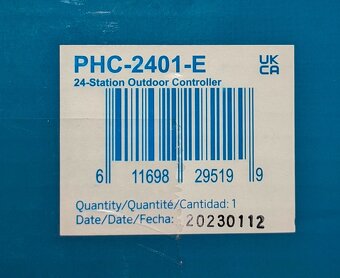 PHC-2401-E
UK
CA
24-Station Outdoor Controller
6 11698 29519 9
Quantity/Quantité/Cantidad: 1
Date/Date/Fecha: 20230112